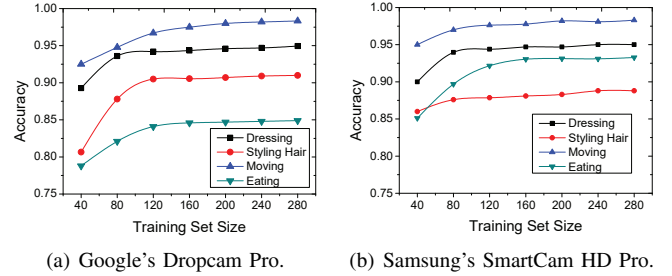 1.00
0.95
0.90
0.85
0.80
0.75
Accuracy
Dressing
Styling Hair
Moving
Eating
40 80 120 160 200 240 280
Training Set Size
(a) Google's Dropcam Pro.
1.00
0.95
0.90
0.85
0.80
0.75
Accuracy
Dressing
Styling Hair
Moving
Eating
40 80 120 160 200 240 280
Training Set Size
(b) Samsung's SmartCam HD Pro.